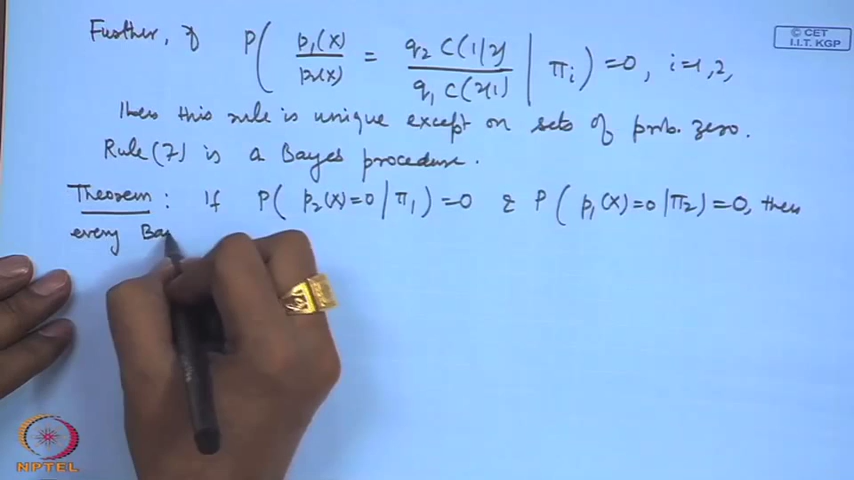 © CET
I.I.T. KGP
Further, if P( p₁(x)/p₂(x) = q₂ C(1|2)/q₁ C(2|1) | π_i ) = 0, i=1,2,
then this rule is unique except on sets of prob. zero.
Rule (7) is a Bayes procedure.
Theorem : If P( p₂(x)=0 | π₁ ) = 0 & P( p₁(x)=0 | π₂ ) = 0, then
every Bay
NPTEL